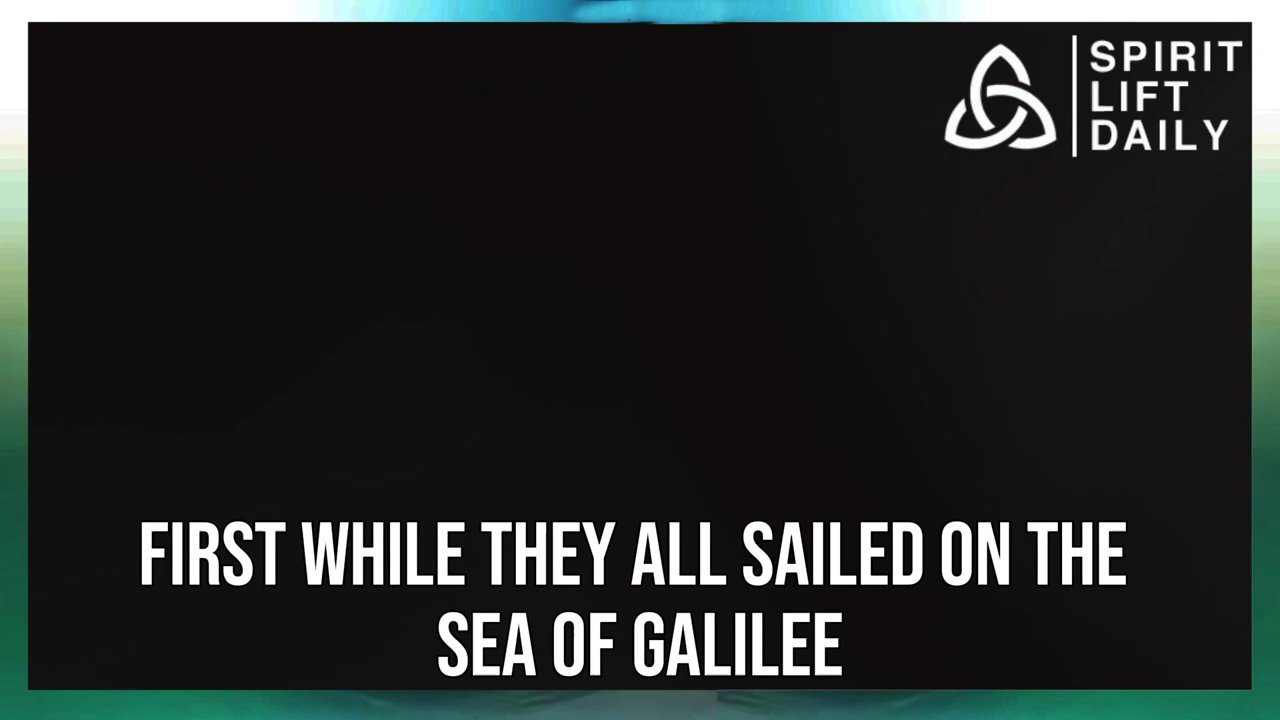 SPIRIT
LIFT
DAILY
FIRST WHILE THEY ALL SAILED ON THE
SEA OF GALILEE